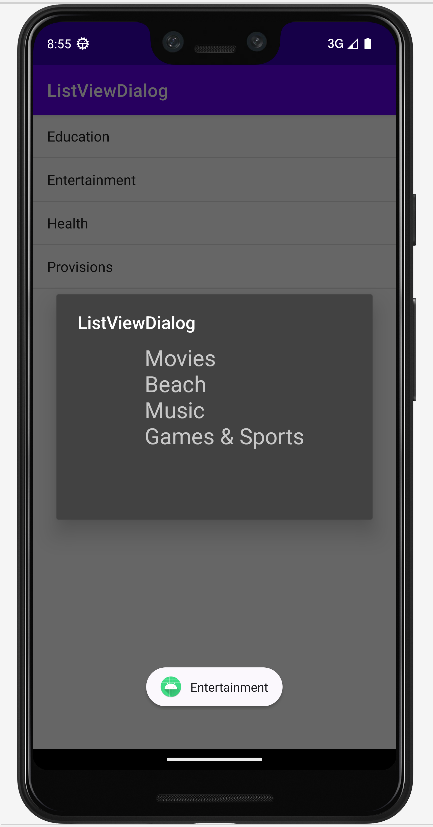 8:55 3G
ListViewDialog
Education
Entertainment
Health
Provisions
ListViewDialog
Movies
Beach
Music
Games & Sports
Entertainment